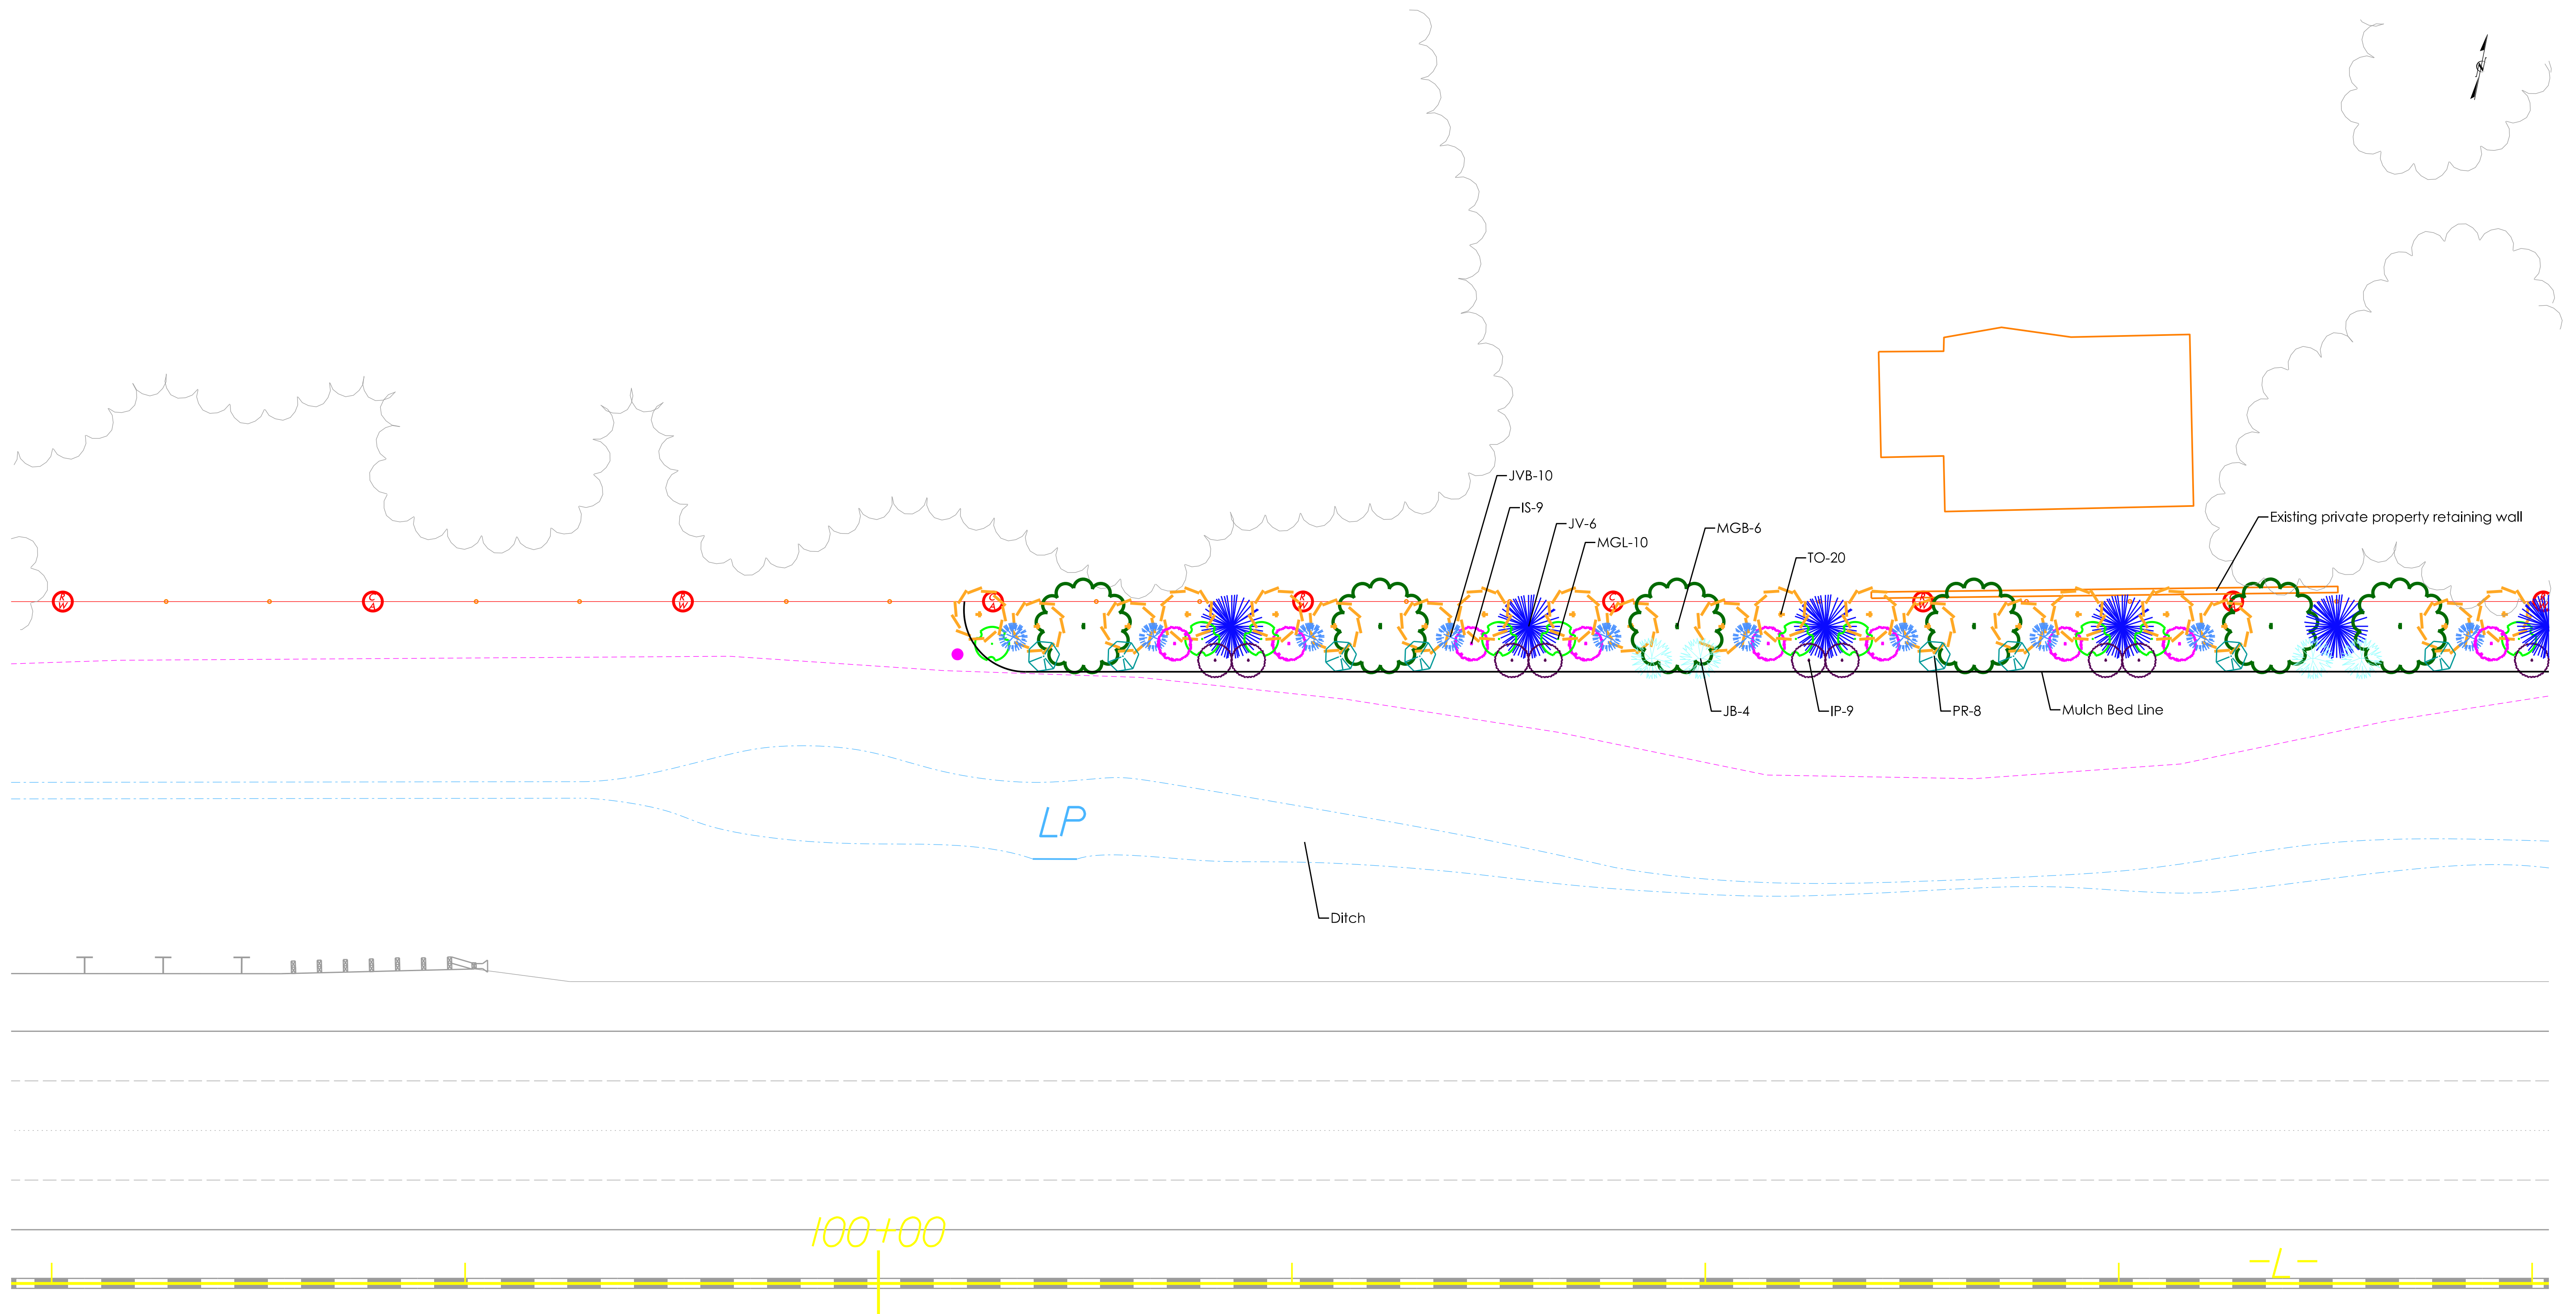 N
JVB-10
IS-9
JV-6
MGL-10
MGB-6
TO-20
Existing private property retaining wall
R W
C A
R W
C A
R W
C A
R W
C A
R W
JB-4
IP-9
PR-8
Mulch Bed Line
LP
Ditch
100+00
-L-